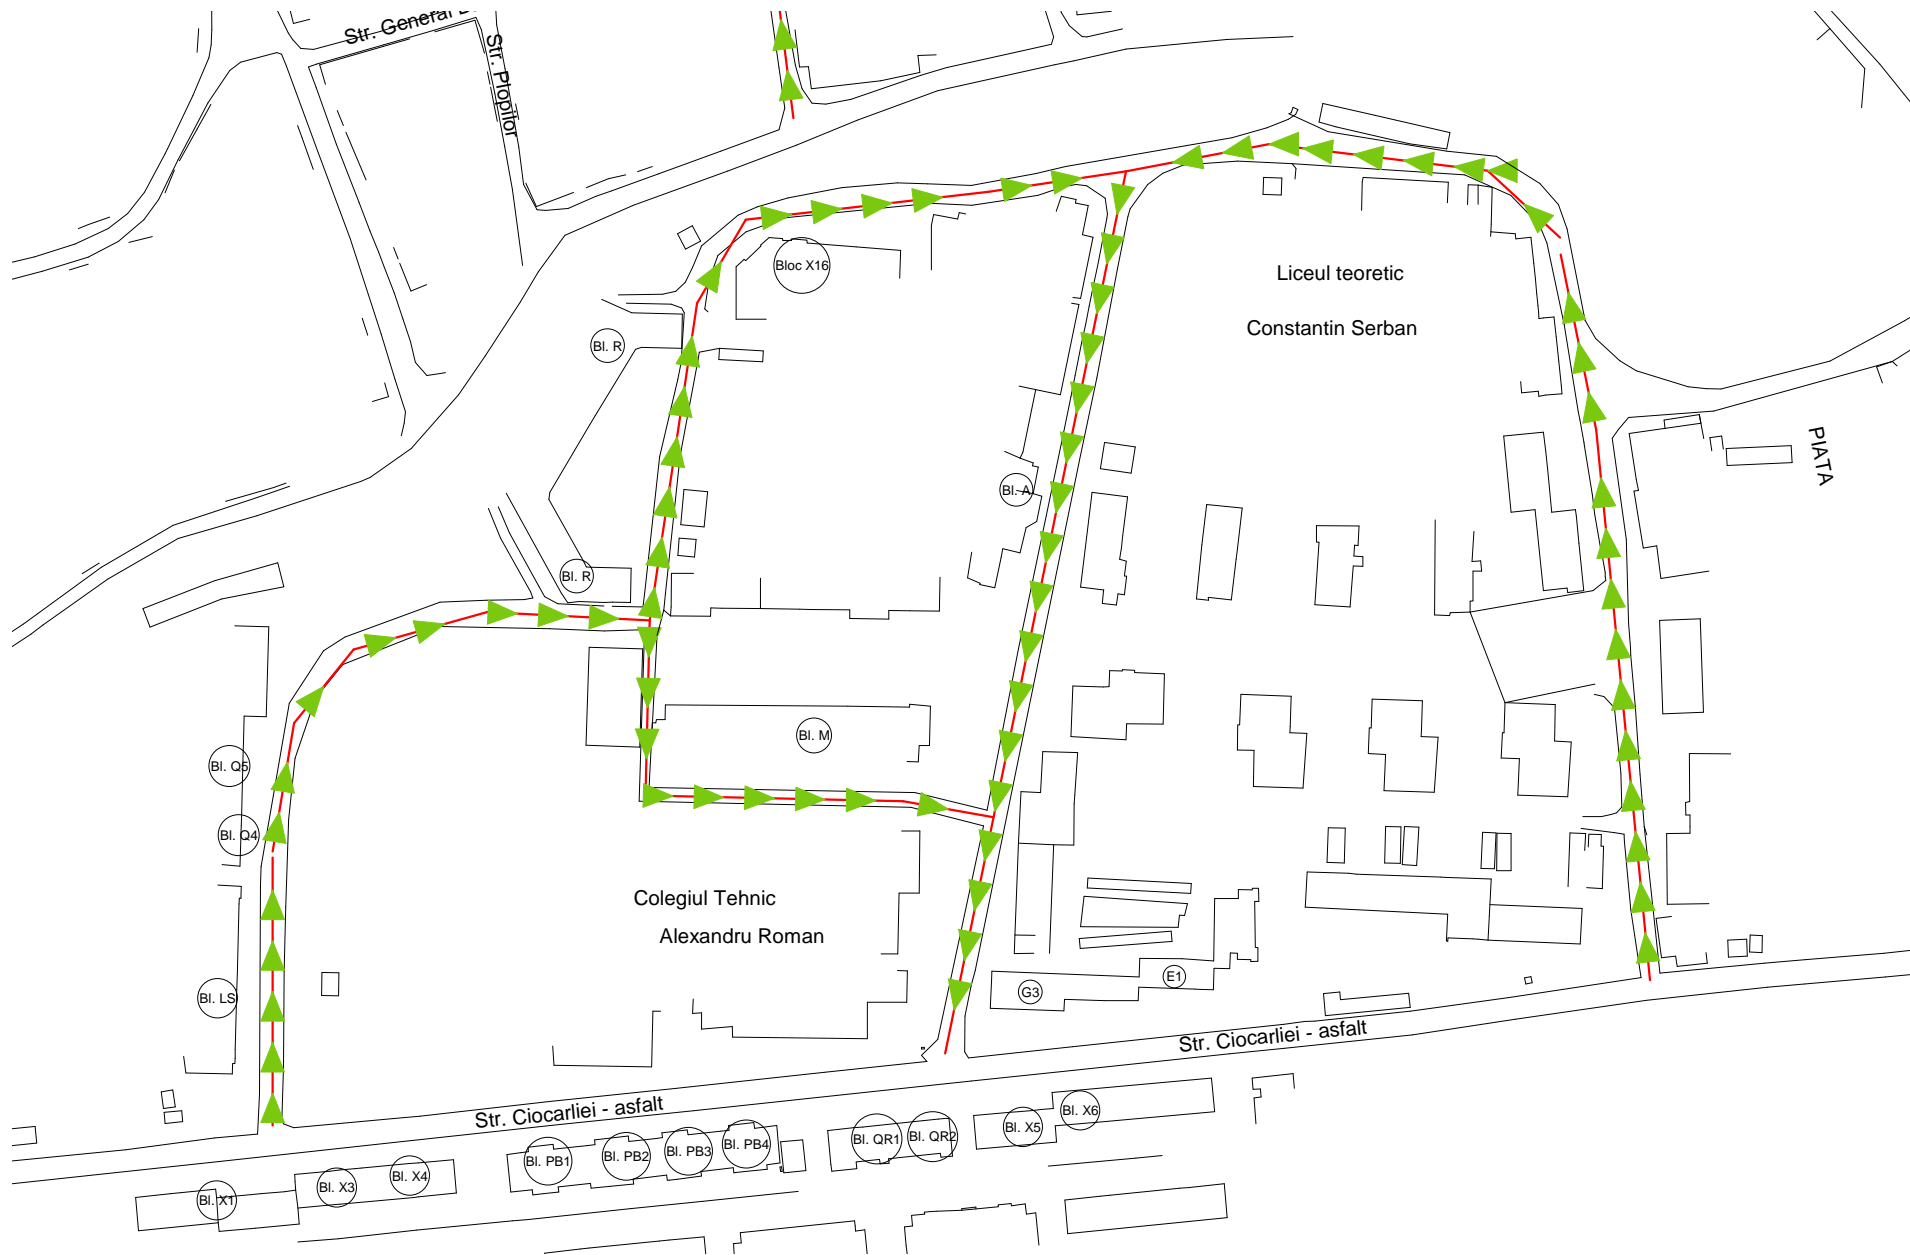 Str. General
Str. Plopilor
Bloc X16
Liceul teoretic
Constantin Serban
Bl. R
PIATA
Bl. A
Bl. R
Bl. M
Bl. Q5
Bl. Q4
Colegiul Tehnic
Alexandru Roman
Bl. LS
G3
E1
Str. Ciocarliei - asfalt
Str. Ciocarliei - asfalt
Bl. X6
Bl. X5
Bl. QR1
Bl. QR2
Bl. PB1
Bl. PB2
Bl. PB3
Bl. PB4
Bl. X4
Bl. X3
Bl. X1